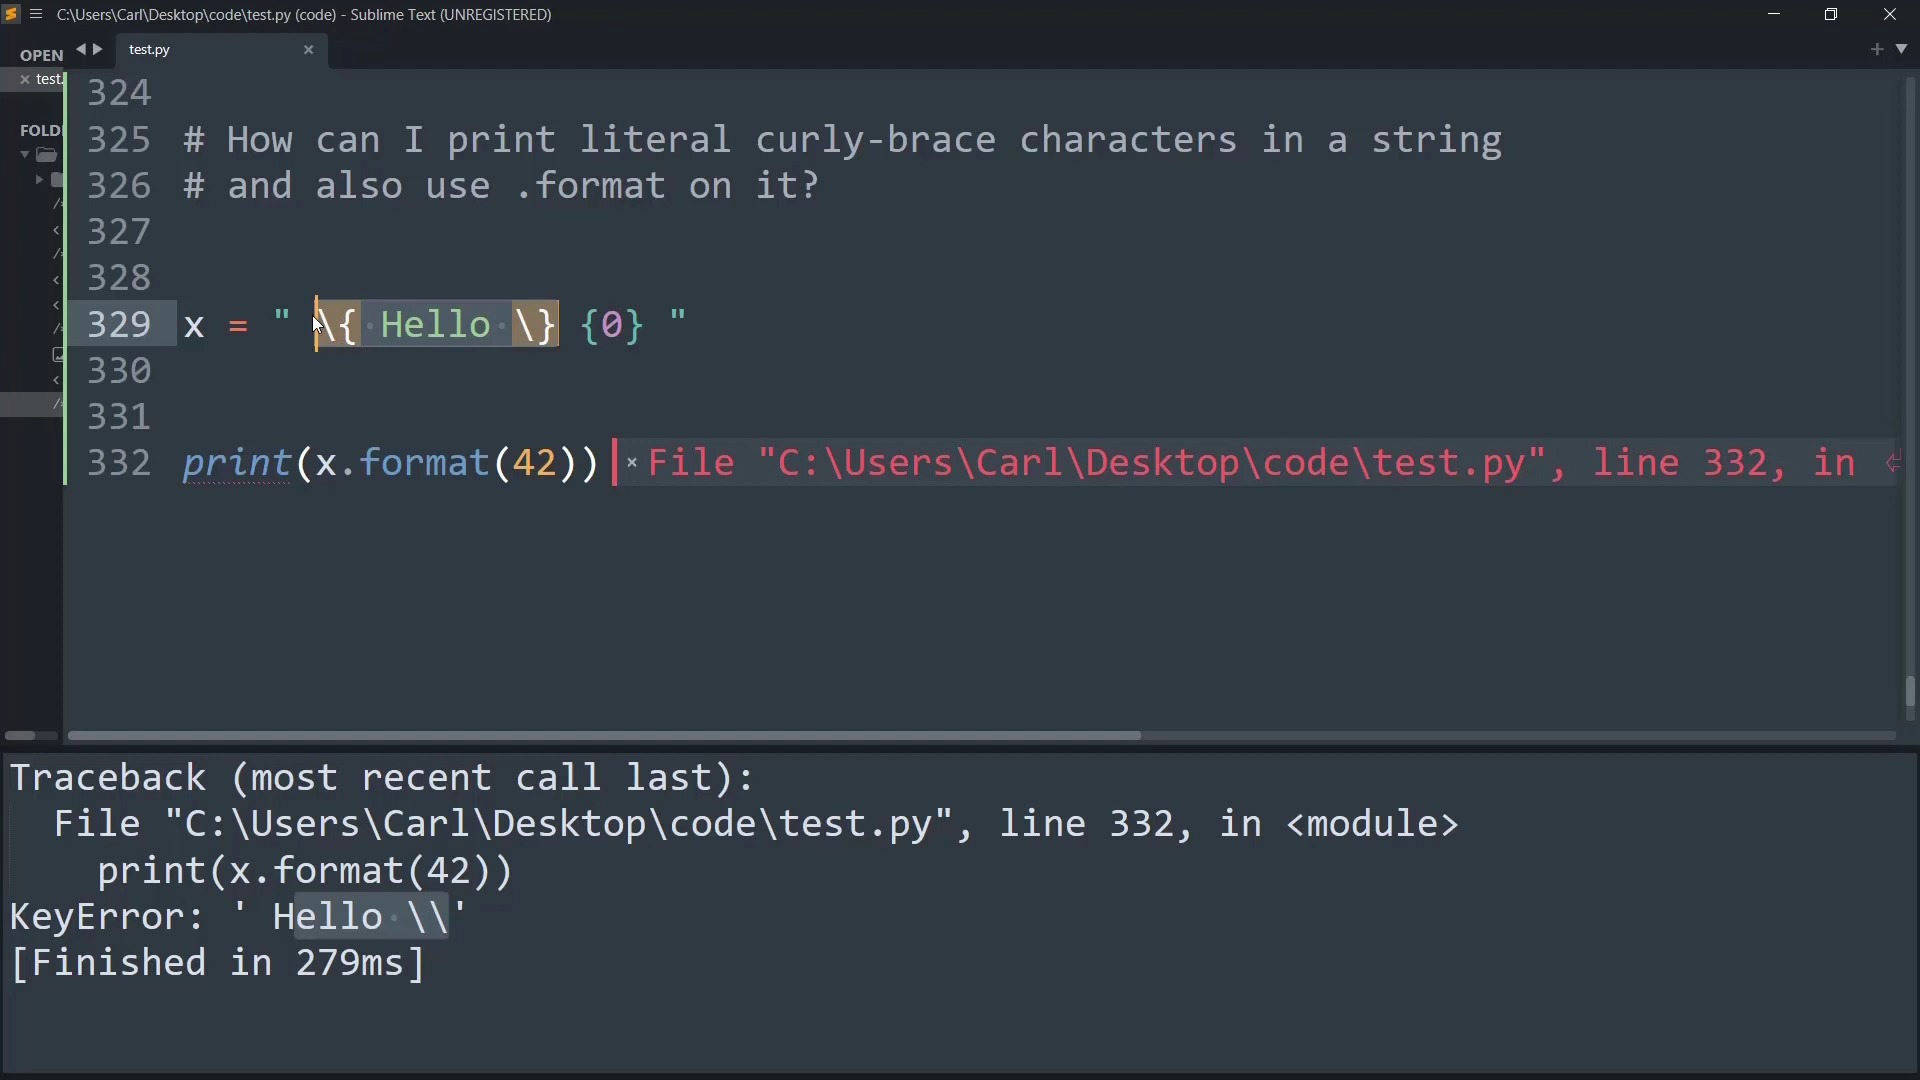 C:\Users\Carl\Desktop\code\test.py (code) - Sublime Text (UNREGISTERED)
OPEN
test.py
test.
FOLD
324
325 # How can I print literal curly-brace characters in a string
326 # and also use .format on it?
327
328
329 x = " \{ Hello \} {0} "
330
331
332 print(x.format(42)) × File "C:\Users\Carl\Desktop\code\test.py", line 332, in
Traceback (most recent call last):
File "C:\Users\Carl\Desktop\code\test.py", line 332, in <module>
print(x.format(42))
KeyError: ' Hello \\'
[Finished in 279ms]